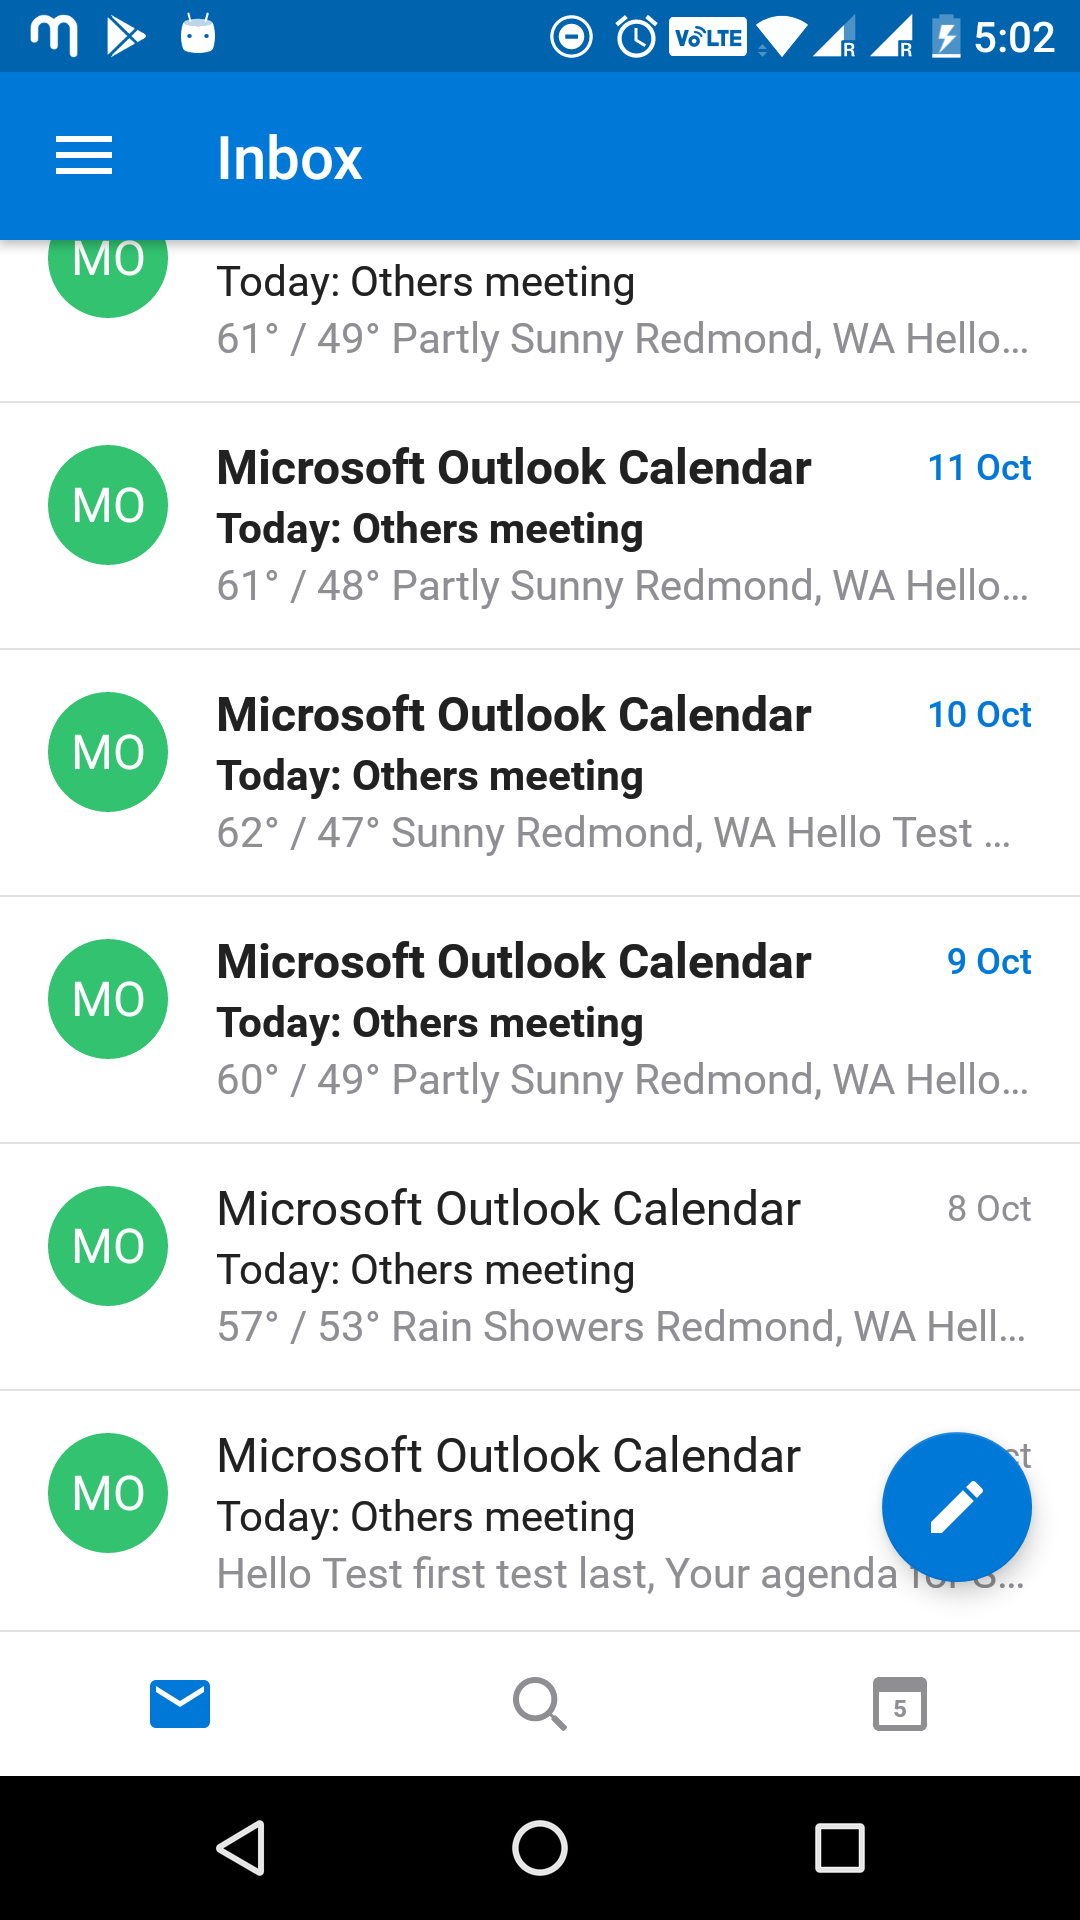 VoLTE R R 5:02
Inbox
MO
Today: Others meeting
61° / 49° Partly Sunny Redmond, WA Hello...
MO
Microsoft Outlook Calendar 11 Oct
Today: Others meeting
61° / 48° Partly Sunny Redmond, WA Hello...
MO
Microsoft Outlook Calendar 10 Oct
Today: Others meeting
62° / 47° Sunny Redmond, WA Hello Test ...
MO
Microsoft Outlook Calendar 9 Oct
Today: Others meeting
60° / 49° Partly Sunny Redmond, WA Hello...
MO
Microsoft Outlook Calendar 8 Oct
Today: Others meeting
57° / 53° Rain Showers Redmond, WA Hell...
MO
Microsoft Outlook Calendar
Today: Others meeting
Hello Test first test last, Your agenda
5